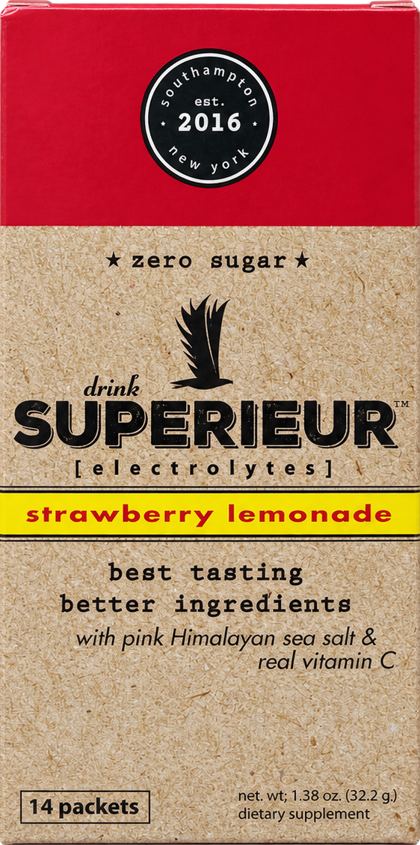 southampton
est.
2016
new york
★ zero sugar ★
drink
SUPERIEUR™
[electrolytes]
strawberry lemonade
best tasting
better ingredients
with pink Himalayan sea salt &
real vitamin C
14 packets
net. wt; 1.38 oz. (32.2 g.)
dietary supplement